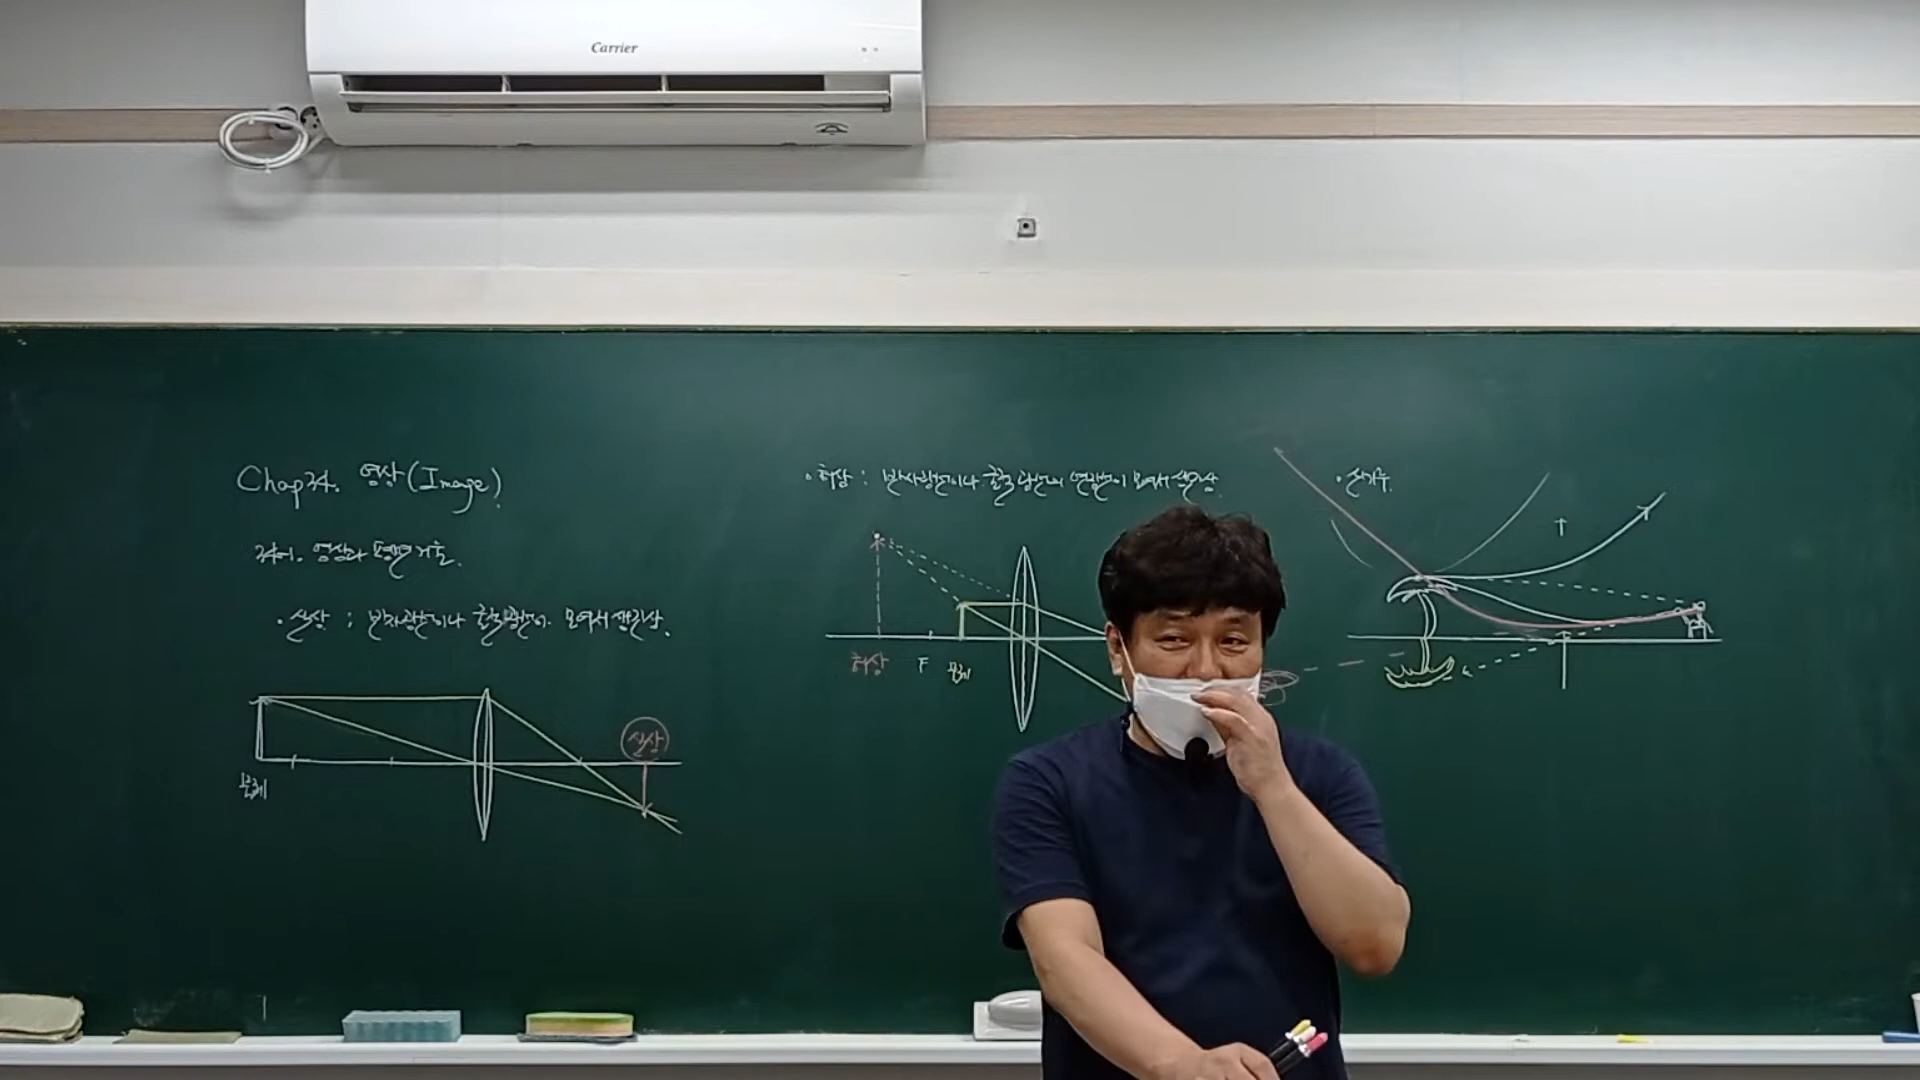 Carrier
Chap34. 영상(Image).
34-1. 영상과 평면거울.
• 실상 : 반사광선이나 굴절광선이 모여서 생긴 상.
물체
실상
• 허상 : 반사광선이나 굴절광선의 연장선이 모여서 생긴 상.
허상
F
물체
• 신기루.
T